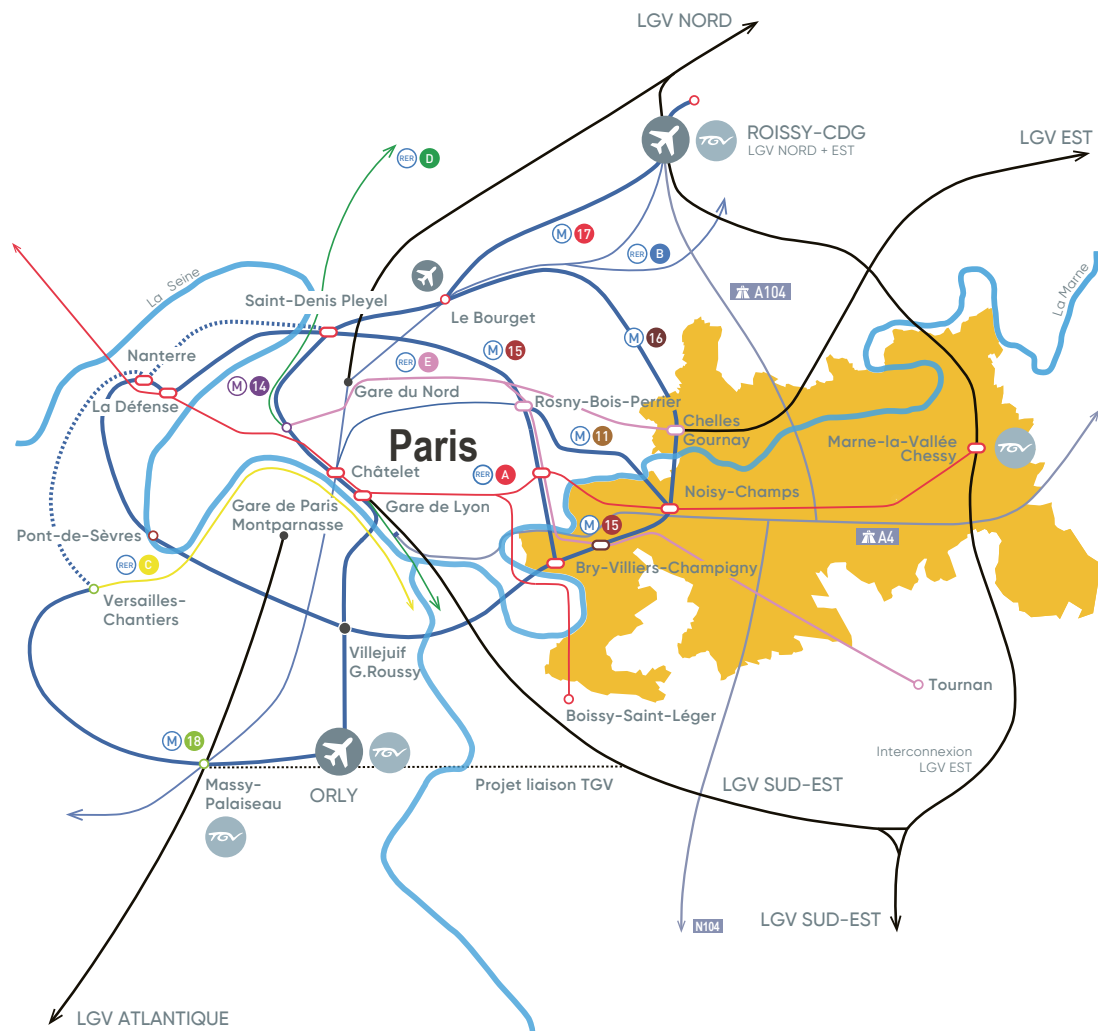 LGV NORD
ROISSY-CDG
LGV NORD + EST
TGV
LGV EST
RER D
M 17
RER B
La Seine
A104
La Marne
Saint-Denis Pleyel
Le Bourget
Nanterre
RER E
M 15
M 16
M 14
La Défense
Gare du Nord
Rosny-Bois-Perrier
Chelles
Gournay
Paris
M 11
Marne-la-Vallée
Chessy
TGV
Châtelet
RER A
Noisy-Champs
Gare de Paris
Montparnasse
Gare de Lyon
M 15
A4
Pont-de-Sèvres
RER C
Bry-Villiers-Champigny
Versailles-
Chantiers
Villejuif
G.Roussy
Tournan
Boissy-Saint-Léger
M 18
TGV
Interconnexion
LGV EST
Massy-
Palaiseau
ORLY
Projet liaison TGV
LGV SUD-EST
TGV
N104
LGV SUD-EST
LGV ATLANTIQUE